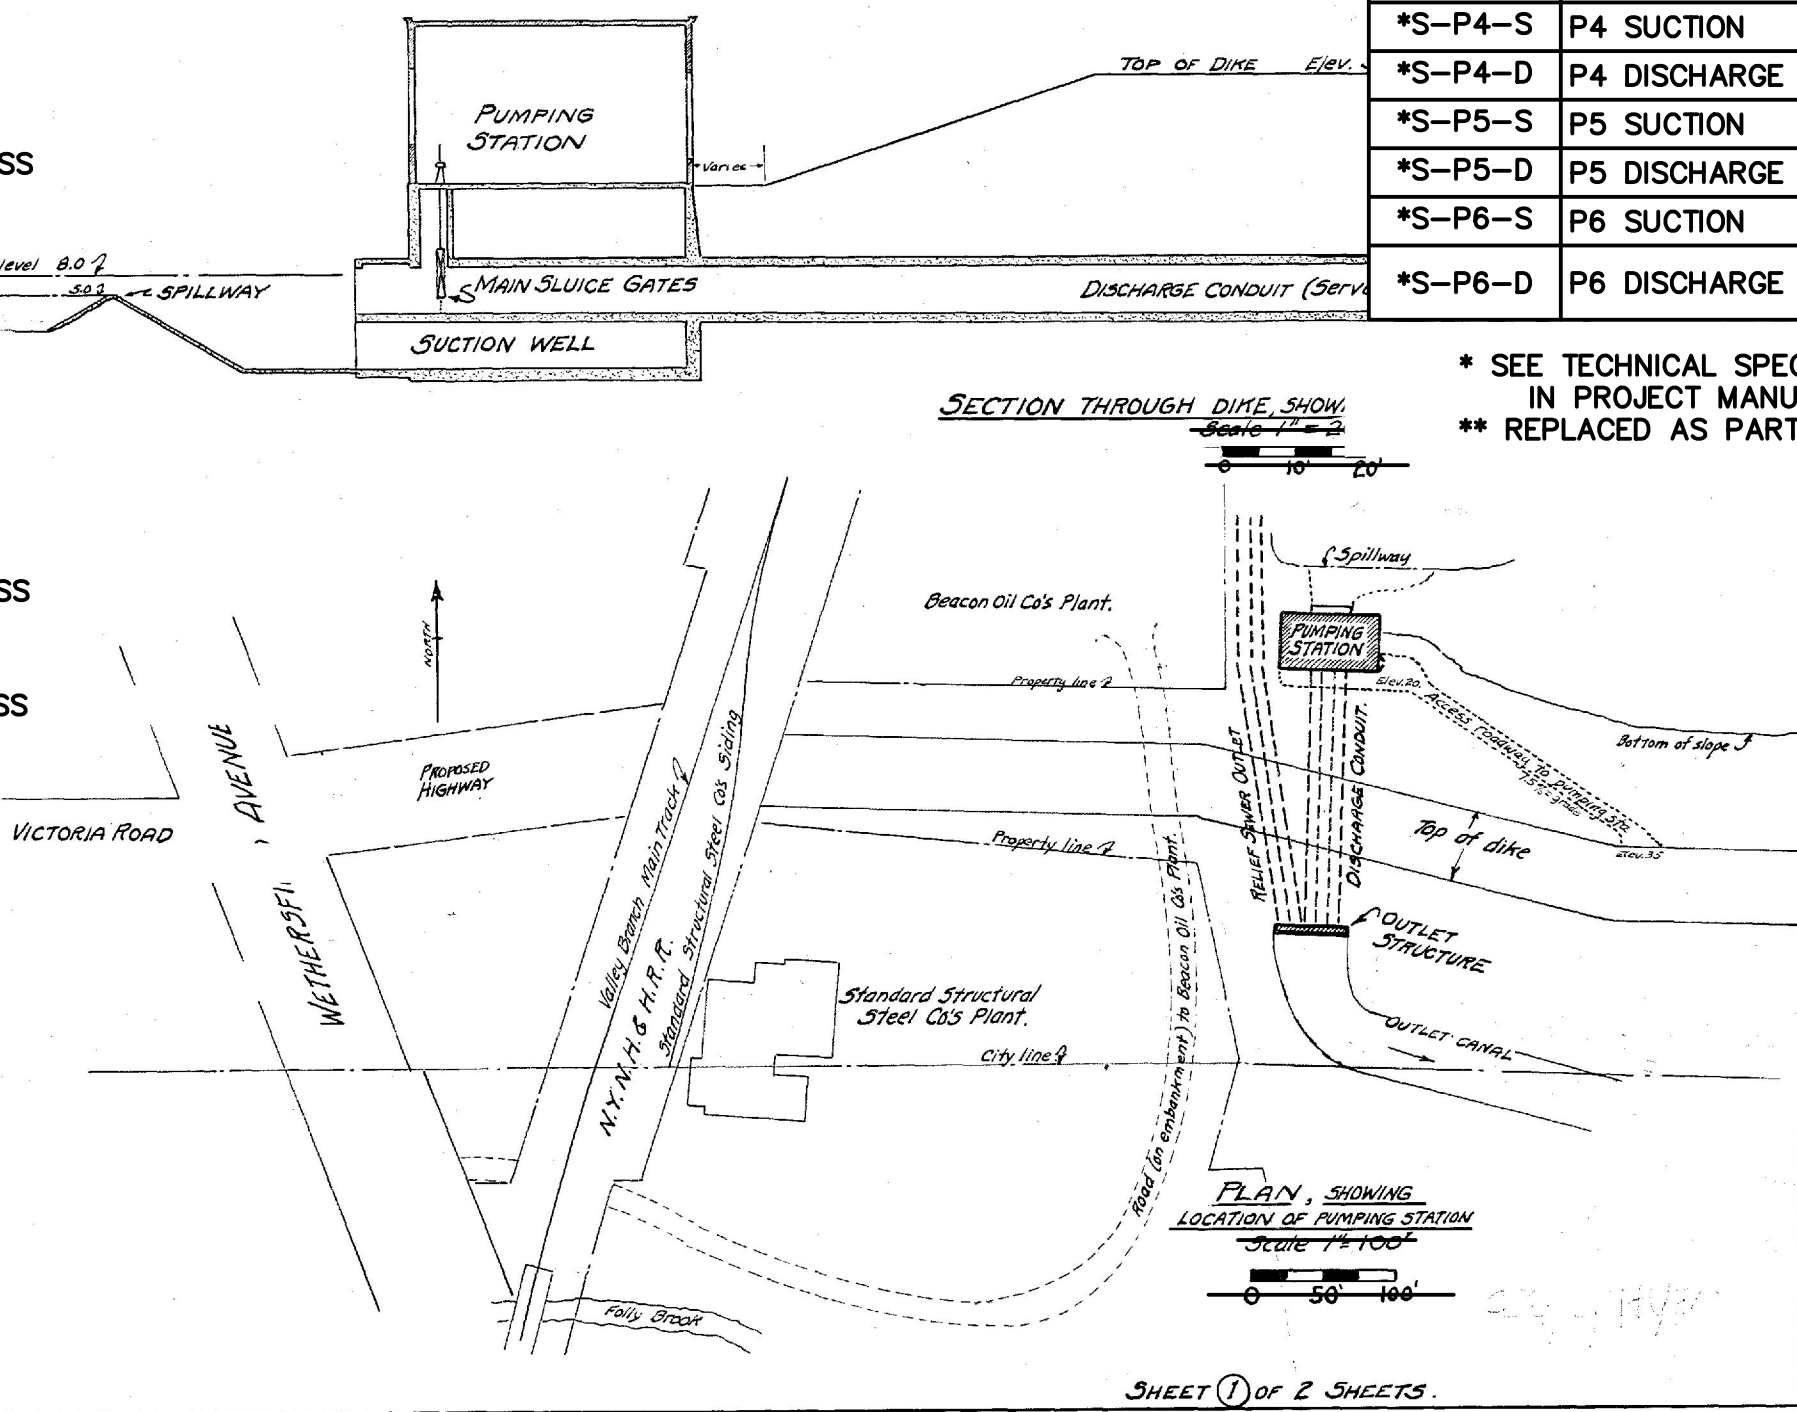 *S-P4-S P4 SUCTION
*S-P4-D P4 DISCHARGE
*S-P5-S P5 SUCTION
*S-P5-D P5 DISCHARGE
*S-P6-S P6 SUCTION
*S-P6-D P6 DISCHARGE
* SEE TECHNICAL SPEC
IN PROJECT MANU
** REPLACED AS PART
SS
SS
SS
TOP OF DIKE Elev.
PUMPING
STATION
Varies
level 8.0
5.0
SPILLWAY
MAIN SLUICE GATES
DISCHARGE CONDUIT (Serv
SUCTION WELL
SECTION THROUGH DIKE, SHOW
Scale 1" = 2
0 10' 20'
Spillway
Beacon Oil Co's Plant.
NORTH
PUMPING
STATION
Property line
Elev. 20.
Access roadway to pumping sta
7.5% grade
Bottom of slope
PROPOSED
HIGHWAY
WETHERSFI , AVENUE
VICTORIA ROAD
Valley Branch Main Track
Standard Structural Steel Co's Siding
N.Y. N.H. & H. R.R.
RELIEF SEWER OUTLET
DISCHARGE CONDUIT.
Property line
Top of dike
Elev. 35
OUTLET
STRUCTURE
Standard Structural
Steel Co's Plant.
OUTLET CANAL
City line
Road (on embankment) to Beacon Oil Co's Plant.
PLAN, SHOWING
LOCATION OF PUMPING STATION
Scale 1"=100'
0 50' 100'
Folly Brook
SHEET 1 OF 2 SHEETS.